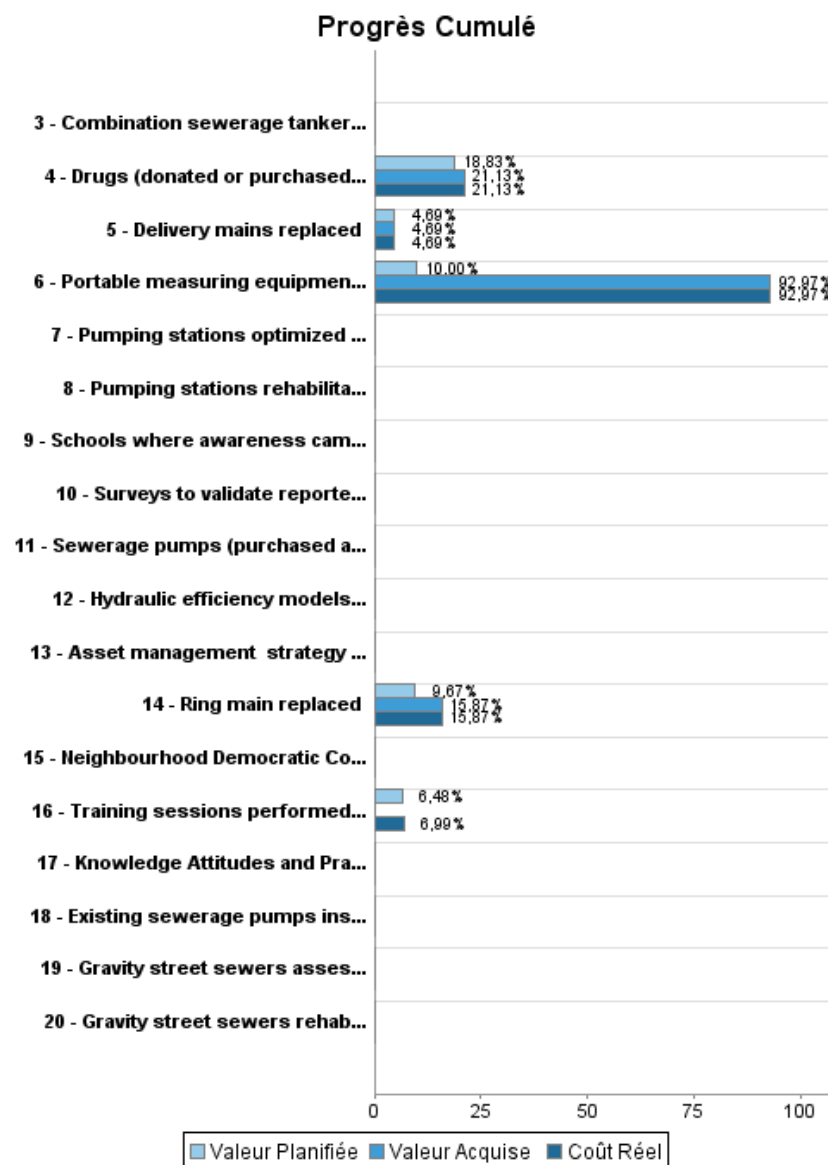 Progrès Cumulé
3 - Combination sewerage tanker...
4 - Drugs (donated or purchased...
18,83%
21,13%
21,13%
5 - Delivery mains replaced
4,69%
4,69%
4,69%
6 - Portable measuring equipmen...
10,00%
92,97%
92,97%
7 - Pumping stations optimized ...
8 - Pumping stations rehabilita...
9 - Schools where awareness cam...
10 - Surveys to validate reporte...
11 - Sewerage pumps (purchased a...
12 - Hydraulic efficiency models...
13 - Asset management  strategy ...
14 - Ring main replaced
9,67%
15,87%
15,87%
15 - Neighbourhood Democratic Co...
16 - Training sessions performed...
6,48%
6,99%
17 - Knowledge Attitudes and Pra...
18 - Existing sewerage pumps ins...
19 - Gravity street sewers asses...
20 - Gravity street sewers rehab...
0 25 50 75 100
Valeur Planifiée Valeur Acquise Coût Réel